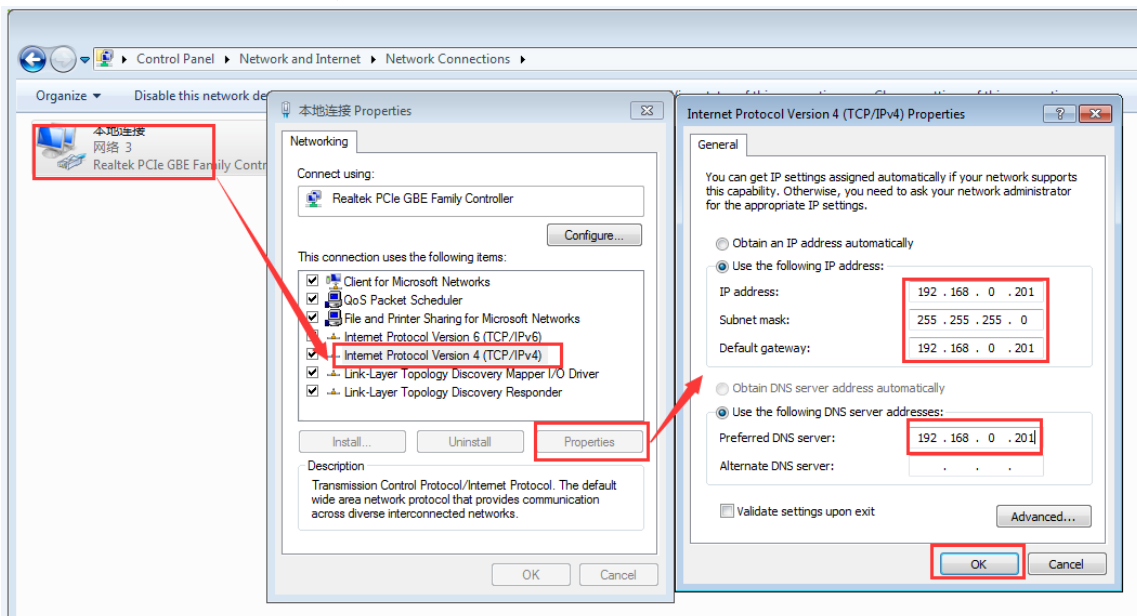 Control Panel ▸ Network and Internet ▸ Network Connections ▸
Organize ▾ Disable this network de
本地连接
网络 3
Realtek PCIe GBE Family Contr
本地连接 Properties
Networking
Connect using:
Realtek PCIe GBE Family Controller
Configure...
This connection uses the following items:
Client for Microsoft Networks
QoS Packet Scheduler
File and Printer Sharing for Microsoft Networks
Internet Protocol Version 6 (TCP/IPv6)
Internet Protocol Version 4 (TCP/IPv4)
Link-Layer Topology Discovery Mapper I/O Driver
Link-Layer Topology Discovery Responder
Install... Uninstall Properties
Description
Transmission Control Protocol/Internet Protocol. The default
wide area network protocol that provides communication
across diverse interconnected networks.
OK Cancel
Internet Protocol Version 4 (TCP/IPv4) Properties
General
You can get IP settings assigned automatically if your network supports
this capability. Otherwise, you need to ask your network administrator
for the appropriate IP settings.
Obtain an IP address automatically
Use the following IP address:
IP address: 192 . 168 . 0 . 201
Subnet mask: 255 . 255 . 255 . 0
Default gateway: 192 . 168 . 0 . 201
Obtain DNS server address automatically
Use the following DNS server addresses:
Preferred DNS server: 192 . 168 . 0 . 201
Alternate DNS server: . . .
Validate settings upon exit
Advanced...
OK Cancel